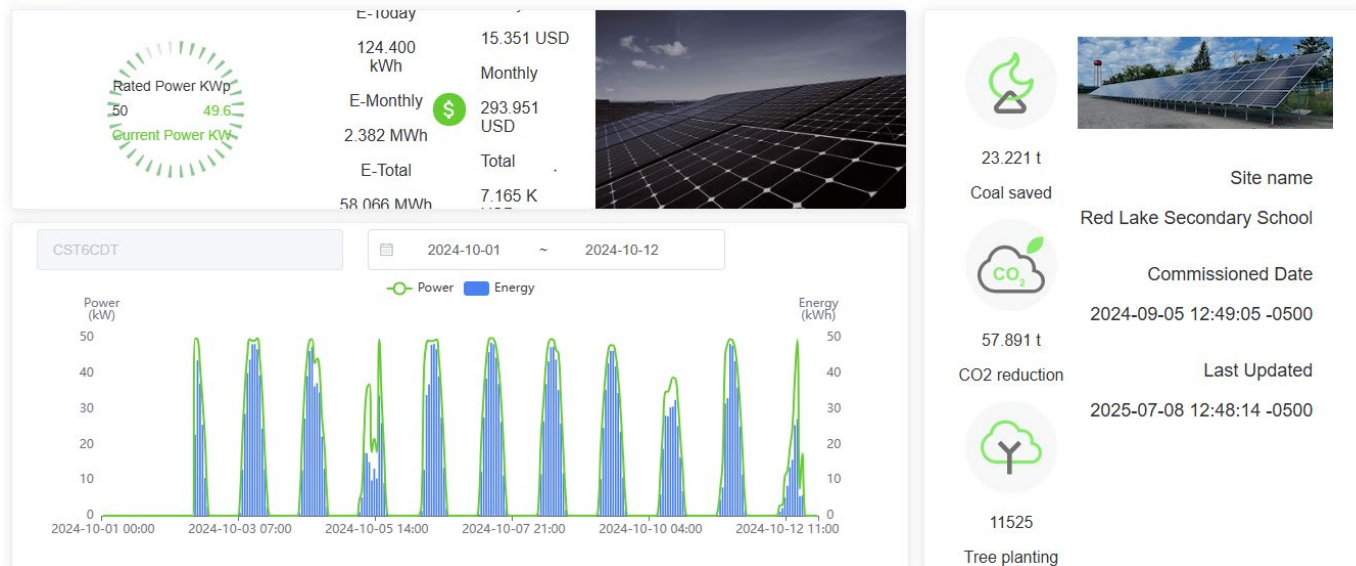 E-Today
124.400
kWh
E-Monthly
2.382 MWh
E-Total
58.066 MWh
Rated Power KWp
50 49.6
Current Power KW
$
15.351 USD
Monthly
293.951
USD
Total
7.165 K
CST6CDT
2024-10-01 ~ 2024-10-12
Power Energy
Power
(kW)
Energy
(kWh)
50
40
30
20
10
0
50
40
30
20
10
0
2024-10-01 00:00
2024-10-03 07:00
2024-10-05 14:00
2024-10-07 21:00
2024-10-10 04:00
2024-10-12 11:00
23.221 t
Coal saved
CO2
57.891 t
CO2 reduction
11525
Tree planting
Site name
Red Lake Secondary School
Commissioned Date
2024-09-05 12:49:05 -0500
Last Updated
2025-07-08 12:48:14 -0500